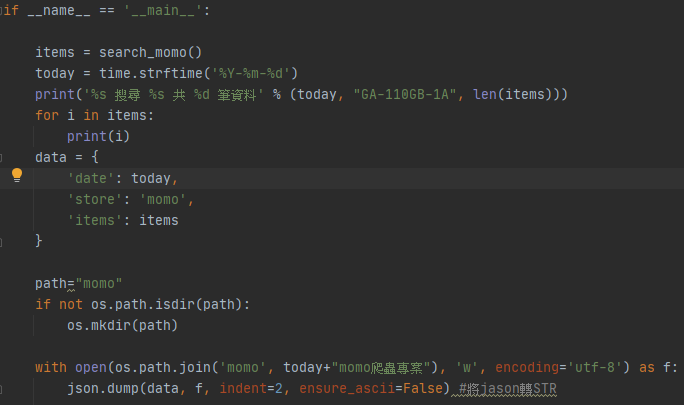 if __name__ == '__main__':
items = search_momo()
today = time.strftime('%Y-%m-%d')
print('%s 搜尋 %s 共 %d 筆資料' % (today, "GA-110GB-1A", len(items)))
for i in items:
print(i)
data = {
'date': today,
'store': 'momo',
'items': items
}
path="momo"
if not os.path.isdir(path):
os.mkdir(path)
with open(os.path.join('momo', today+"momo爬蟲專案"), 'w', encoding='utf-8') as f:
json.dump(data, f, indent=2, ensure_ascii=False) #將jason轉STR